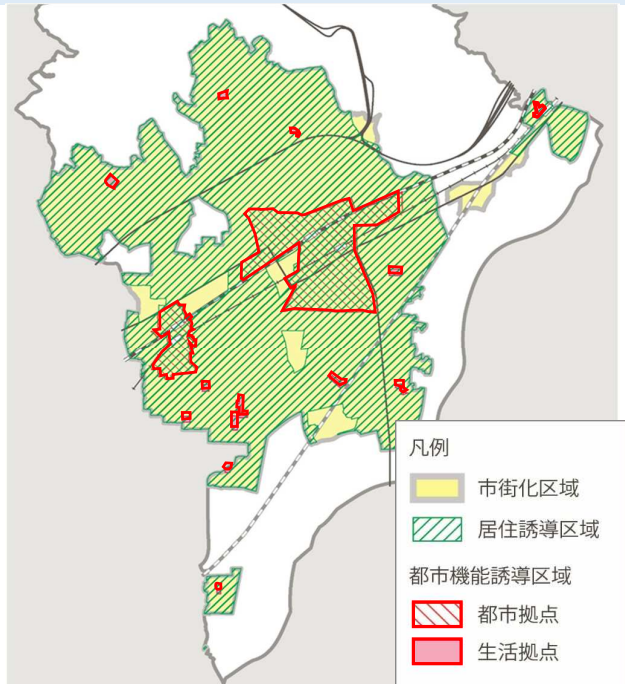 凡例
市街化区域
居住誘導区域
都市機能誘導区域
都市拠点
生活拠点